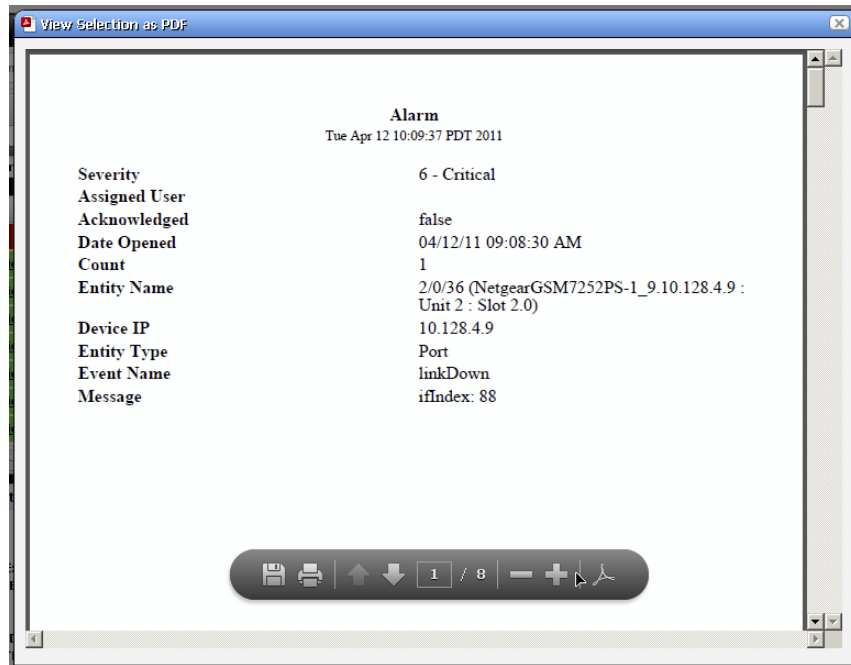 View Selection as PDF
Alarm
Tue Apr 12 10:09:37 PDT 2011
Severity 6 - Critical
Assigned User
Acknowledged false
Date Opened 04/12/11 09:08:30 AM
Count 1
Entity Name 2/0/36 (NetgearGSM7252PS-1_9.10.128.4.9 :
Unit 2 : Slot 2.0)
Device IP 10.128.4.9
Entity Type Port
Event Name linkDown
Message ifIndex: 88
1 / 8